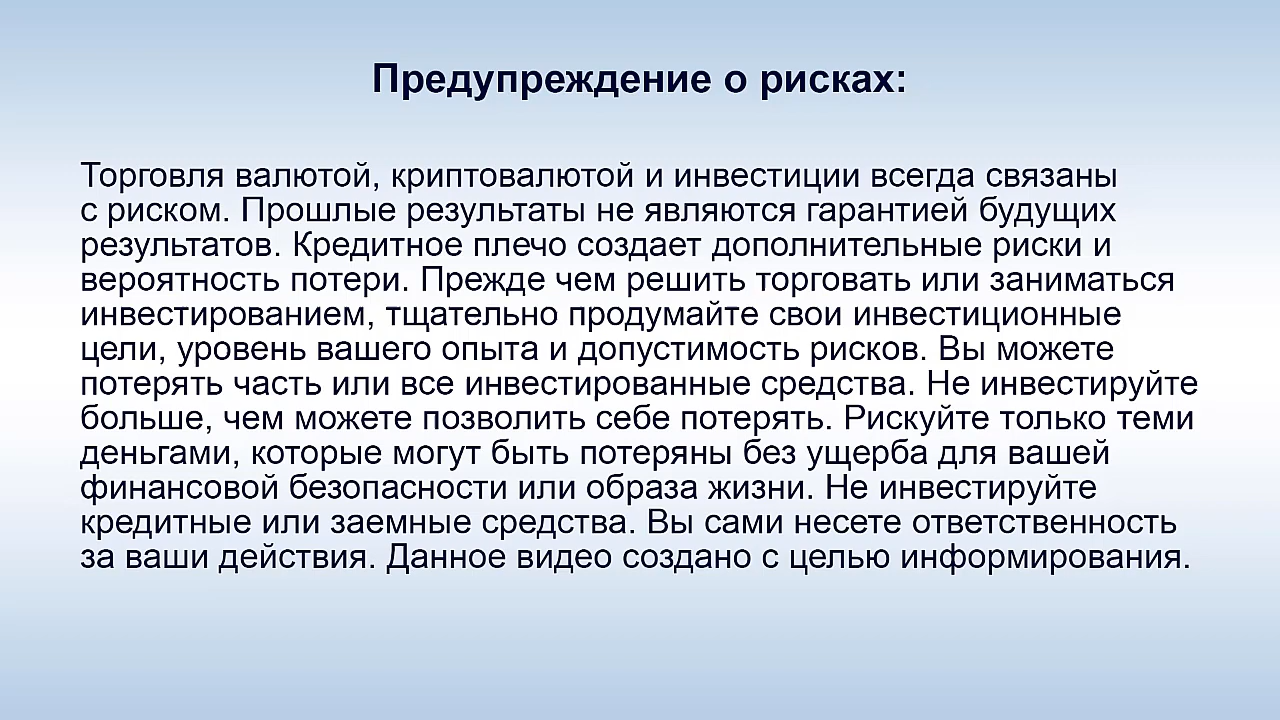 Предупреждение о рисках:
Торговля валютой, криптовалютой и инвестиции всегда связаны
с риском. Прошлые результаты не являются гарантией будущих
результатов. Кредитное плечо создает дополнительные риски и
вероятность потери. Прежде чем решить торговать или заниматься
инвестированием, тщательно продумайте свои инвестиционные
цели, уровень вашего опыта и допустимость рисков. Вы можете
потерять часть или все инвестированные средства. Не инвестируйте
больше, чем можете позволить себе потерять. Рискуйте только теми
деньгами, которые могут быть потеряны без ущерба для вашей
финансовой безопасности или образа жизни. Не инвестируйте
кредитные или заемные средства. Вы сами несете ответственность
за ваши действия. Данное видео создано с целью информирования.